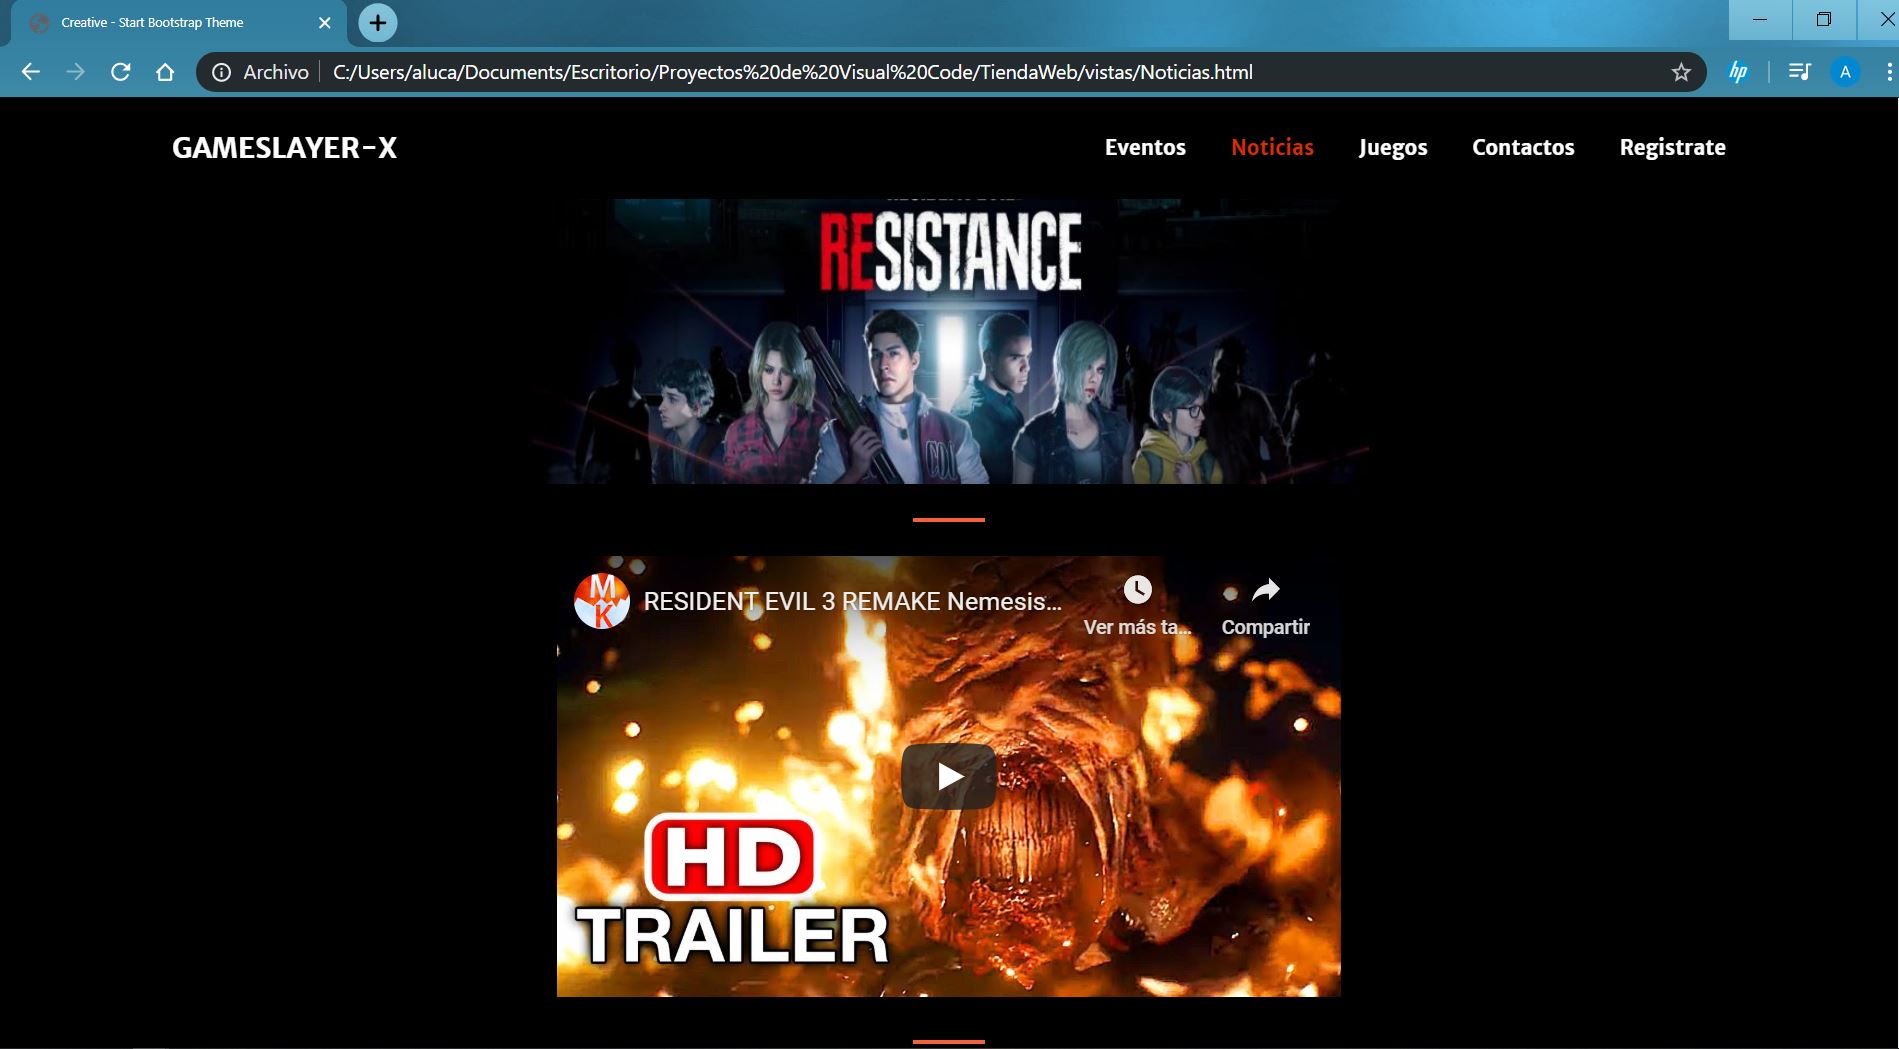 Creative - Start Bootstrap Theme
Archivo C:/Users/aluca/Documents/Escritorio/Proyectos%20de%20Visual%20Code/TiendaWeb/vistas/Noticias.html
hp
A
GAMESLAYER-X
Eventos Noticias Juegos Contactos Registrate
RESISTANCE
MK
RESIDENT EVIL 3 REMAKE Nemesis...
Ver más ta...
Compartir
HD
TRAILER